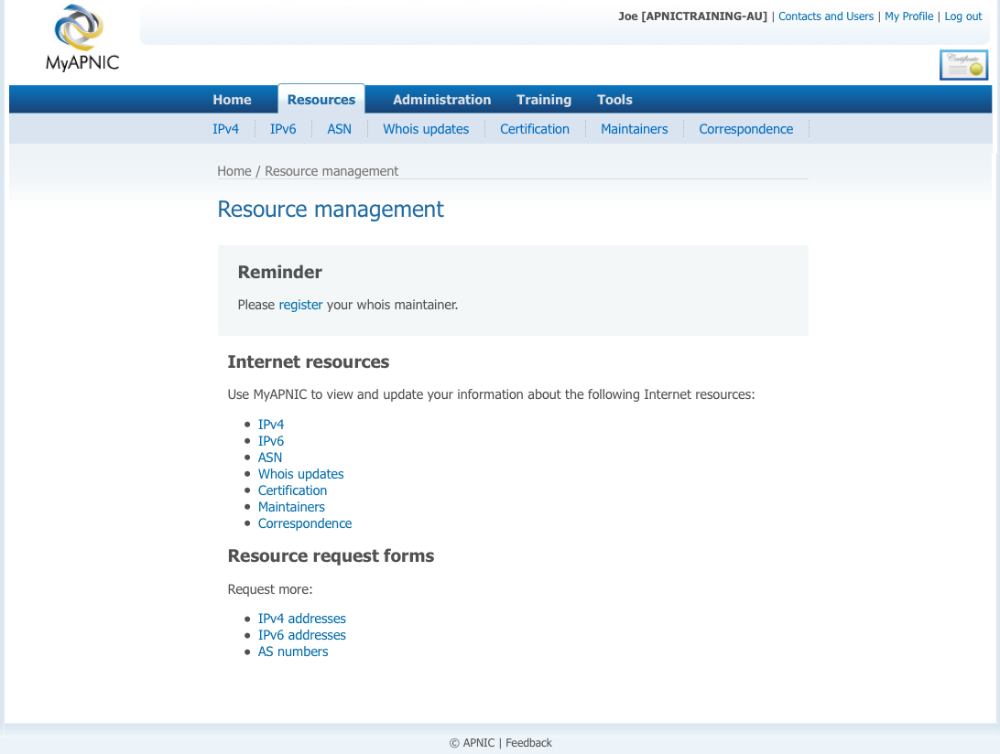 MyAPNIC
Joe [APNICTRAINING-AU] | Contacts and Users | My Profile | Log out
Certificate
Home Resources Administration Training Tools
IPv4 IPv6 ASN Whois updates Certification Maintainers Correspondence
Home / Resource management
Resource management
Reminder
Please register your whois maintainer.
Internet resources
Use MyAPNIC to view and update your information about the following Internet resources:
IPv4
IPv6
ASN
Whois updates
Certification
Maintainers
Correspondence
Resource request forms
Request more:
IPv4 addresses
IPv6 addresses
AS numbers
© APNIC | Feedback